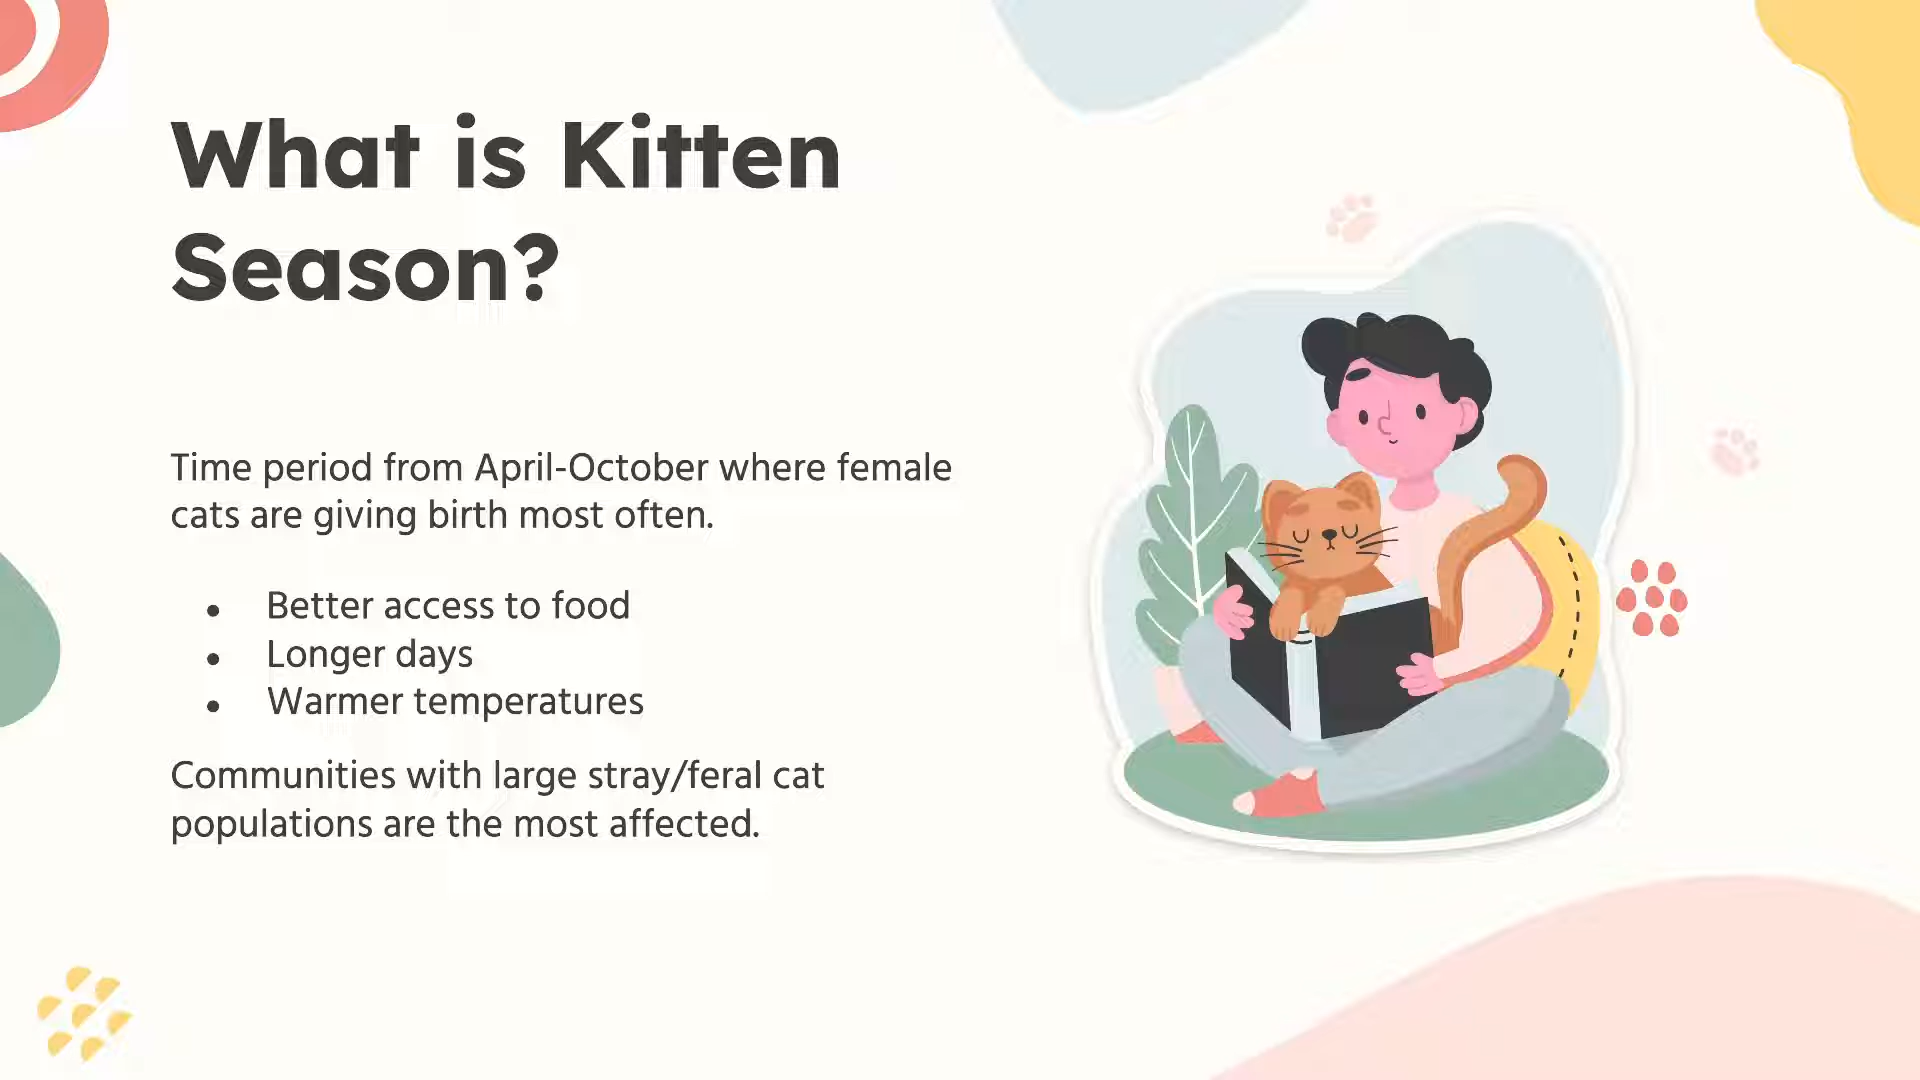 What is Kitten
Season?
Time period from April-October where female
cats are giving birth most often.
• Better access to food
• Longer days
• Warmer temperatures
Communities with large stray/feral cat
populations are the most affected.